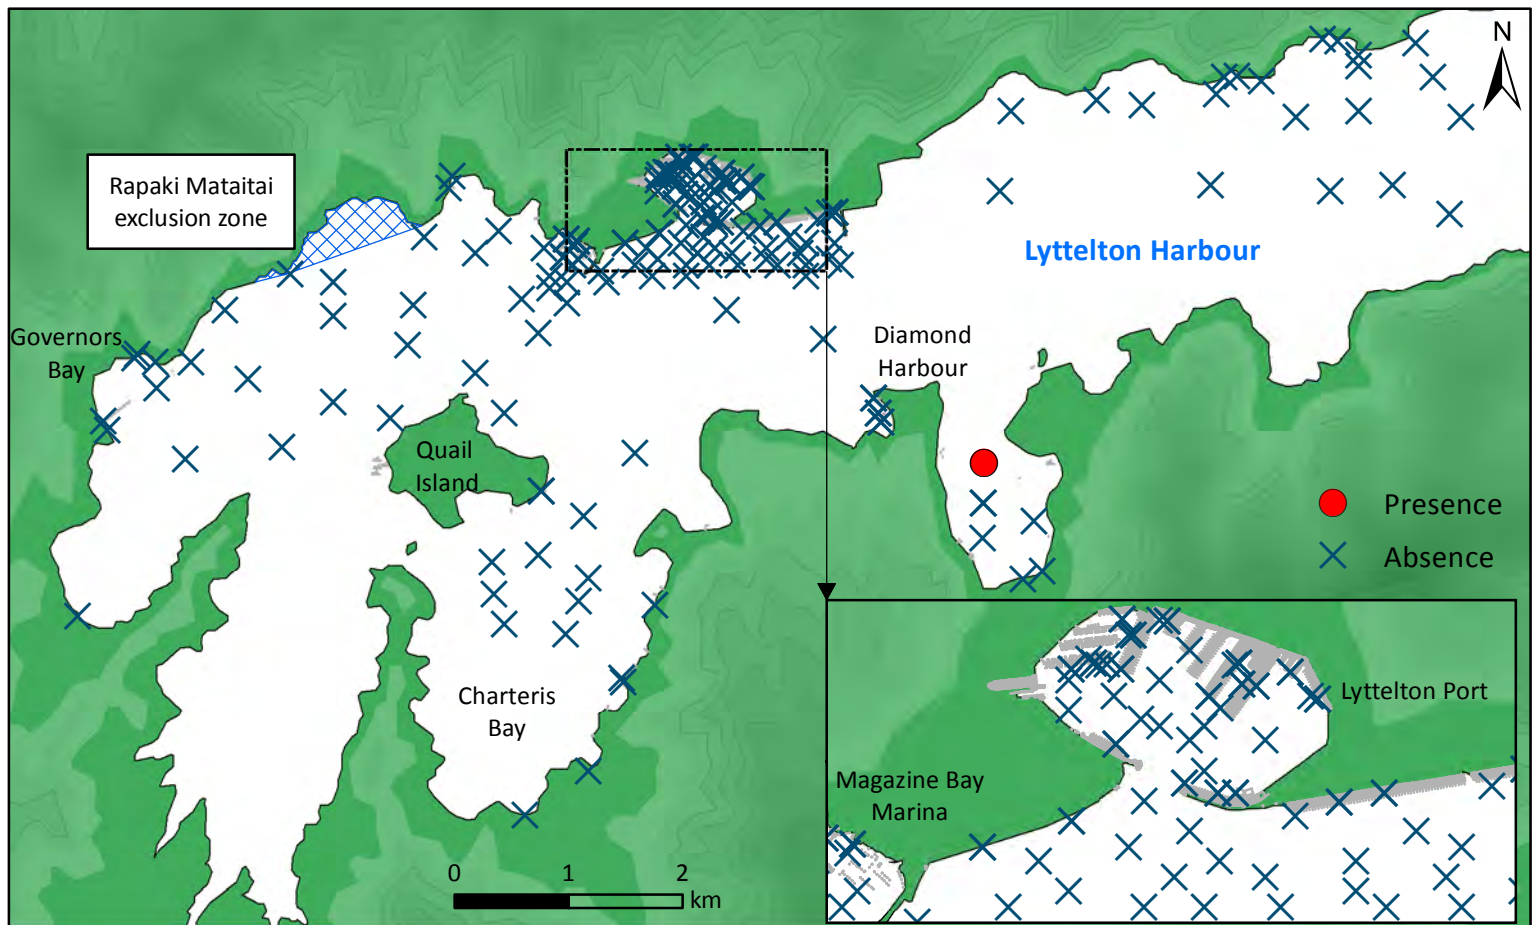 N
Rapaki Mataitai
exclusion zone
Lyttelton Harbour
Governors
Bay
Diamond
Harbour
Quail
Island
Presence
Absence
Charteris
Bay
Lyttelton Port
Magazine Bay
Marina
0 1 2
km